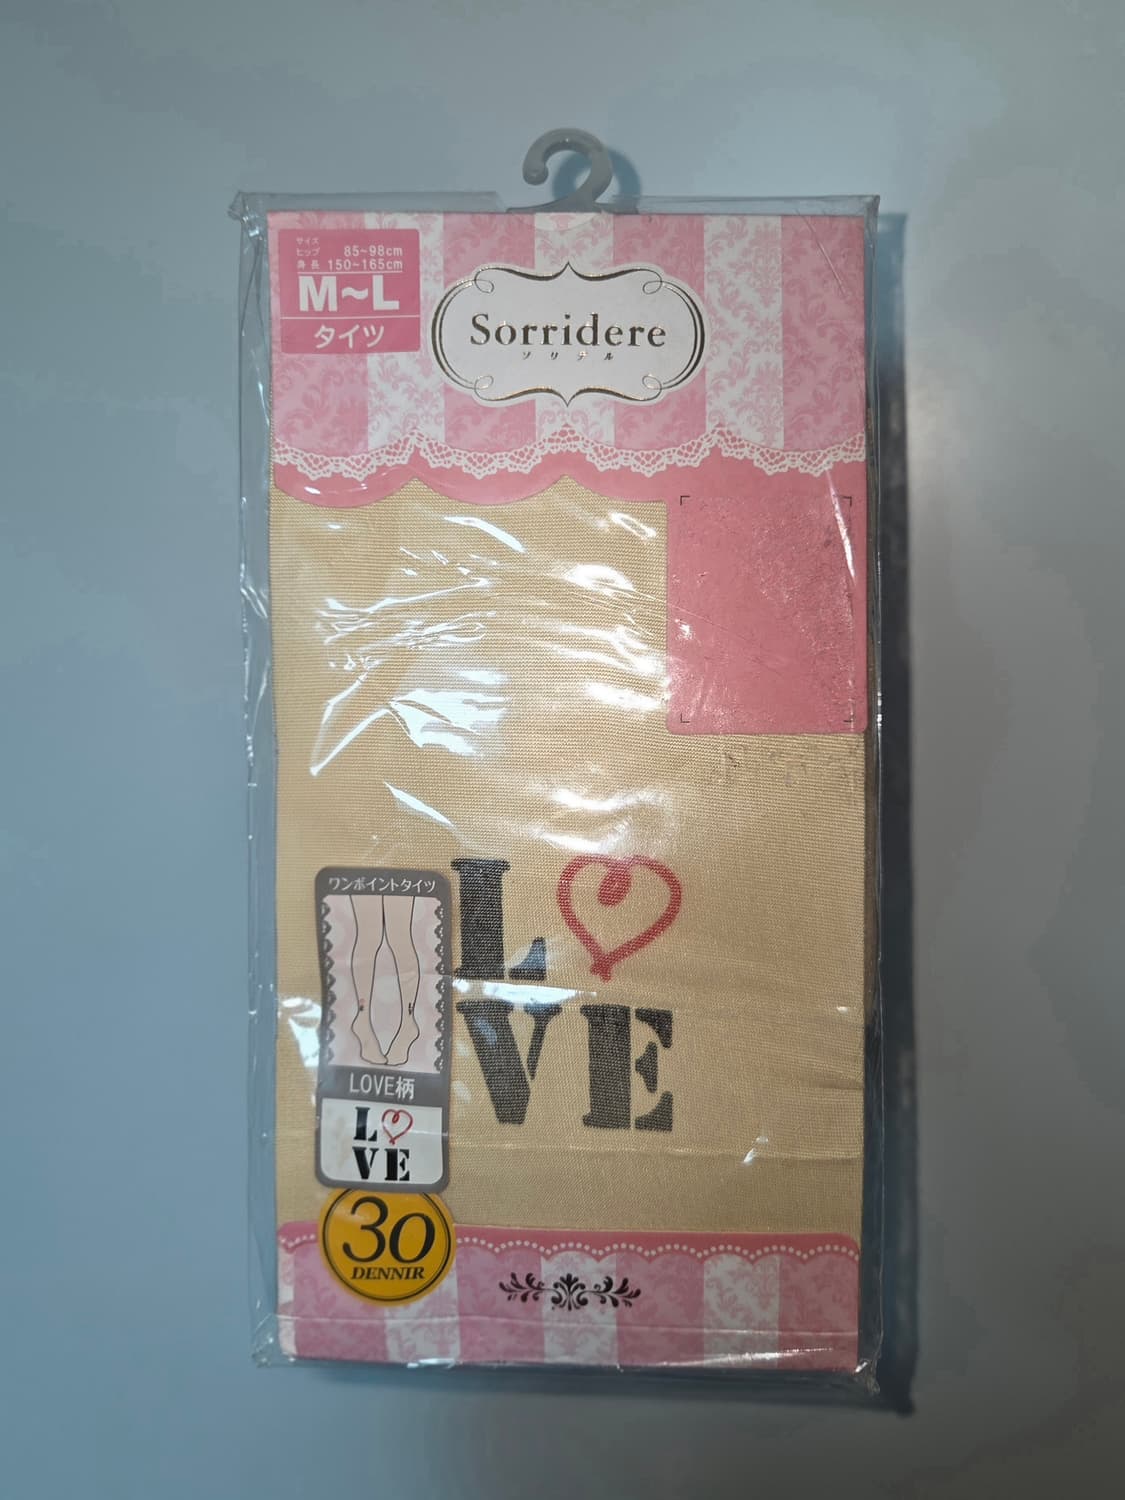 サイズ
ヒップ 85~98cm
身長 150~165cm
M~L
タイツ
Sorridere
ソリデル
L
VE
ワンポイントタイツ
LOVE柄
L
VE
30
DENNIR